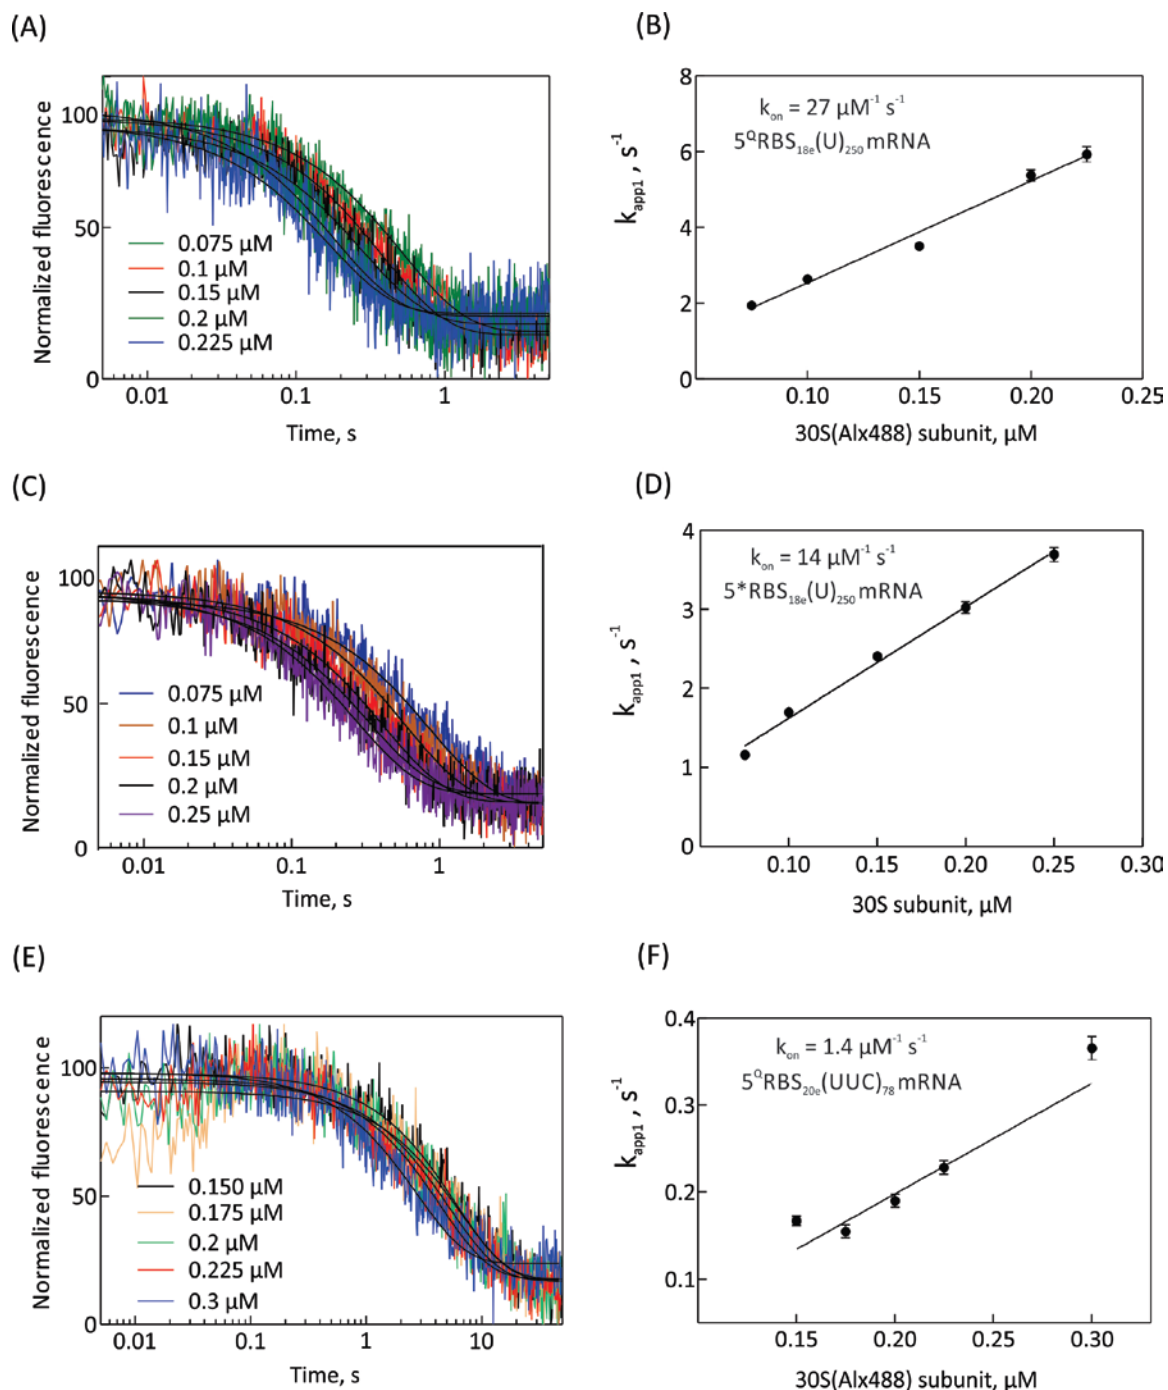 (A)
Normalized fluorescence
100
50
0
0.075 µM
0.1 µM
0.15 µM
0.2 µM
0.225 µM
0.01 0.1 1
Time, s
(B)
k_app1, s⁻¹
8
6
4
2
0
k_on = 27 µM⁻¹ s⁻¹
5^QRBS_18e(U)_250 mRNA
0.10 0.15 0.20 0.25
30S(Alx488) subunit, µM
(C)
Normalized fluorescence
100
50
0
0.075 µM
0.1 µM
0.15 µM
0.2 µM
0.25 µM
0.01 0.1 1
Time, s
(D)
k_app1, s⁻¹
4
3
2
1
0
k_on = 14 µM⁻¹ s⁻¹
5*RBS_18e(U)_250 mRNA
0.10 0.15 0.20 0.25 0.30
30S subunit, µM
(E)
Normalized fluorescence
100
50
0
0.150 µM
0.175 µM
0.2 µM
0.225 µM
0.3 µM
0.01 0.1 1 10
Time, s
(F)
k_app1, s⁻¹
0.4
0.3
0.2
0.1
k_on = 1.4 µM⁻¹ s⁻¹
5^QRBS_20e(UUC)_78 mRNA
0.15 0.20 0.25 0.30
30S(Alx488) subunit, µM